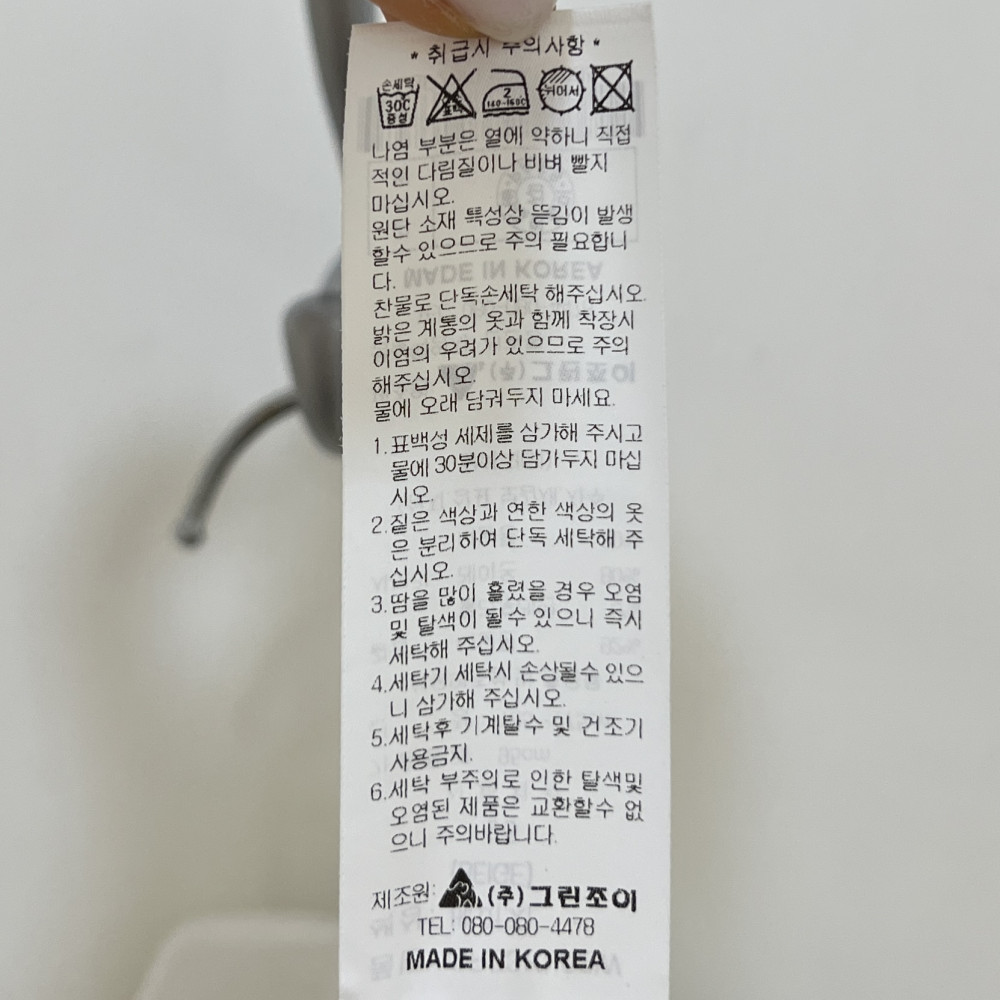 * 취급시 주의사항 *
손세탁
30C
중성
2
140-160℃
뉘어서
나염 부분은 열에 약하니 직접
적인 다림질이나 비벼 빨지
마십시오.
원단 소재 특성상 뜯김이 발생
할수 있으므로 주의 필요합니
다.
찬물로 단독손세탁 해주십시오.
밝은 계통의 옷과 함께 착장시
이염의 우려가 있으므로 주의
해주십시오.
물에 오래 담궈두지 마세요.
1.표백성 세제를 삼가해 주시고
물에 30분이상 담가두지 마십
시오.
2.짙은 색상과 연한 색상의 옷
은 분리하여 단독 세탁해 주
십시오.
3.땀을 많이 흘렸을 경우 오염
및 탈색이 될수 있으니 즉시
세탁해 주십시오.
4.세탁기 세탁시 손상될수 있으
니 삼가해 주십시오.
5.세탁후 기계탈수 및 건조기
사용금지.
6.세탁 부주의로 인한 탈색및
오염된 제품은 교환할수 없
으니 주의바랍니다.
제조원: (주)그린조이
TEL: 080-080-4478
MADE IN KOREA